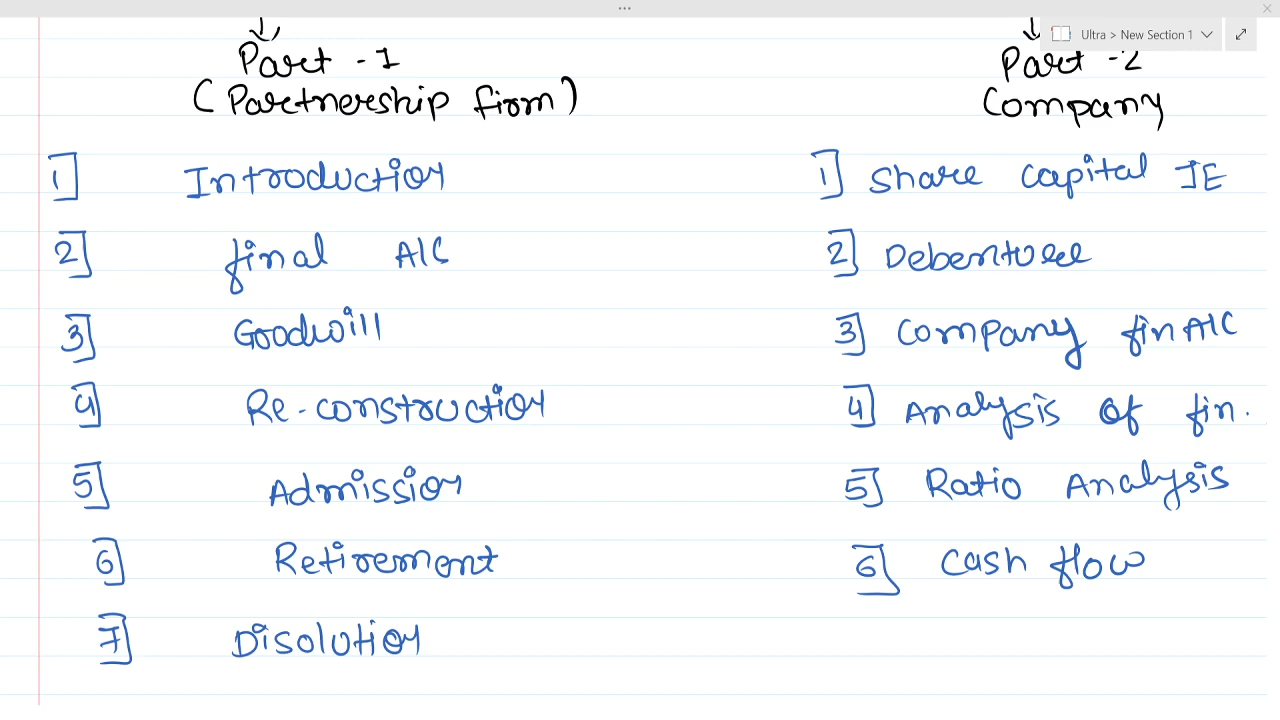 Ultra > New Section 1
Part - 1
Part - 2
(Partnership firm)
Company
1] Introduction
1] Share capital JE
2] final A/C
2] Debenture
3] Goodwill
3] Company fin A/C
4] Re-construction
4] Analysis of fin.
5] Admission
5] Ratio Analysis
6] Retirement
6] Cash flow
7] Disolution